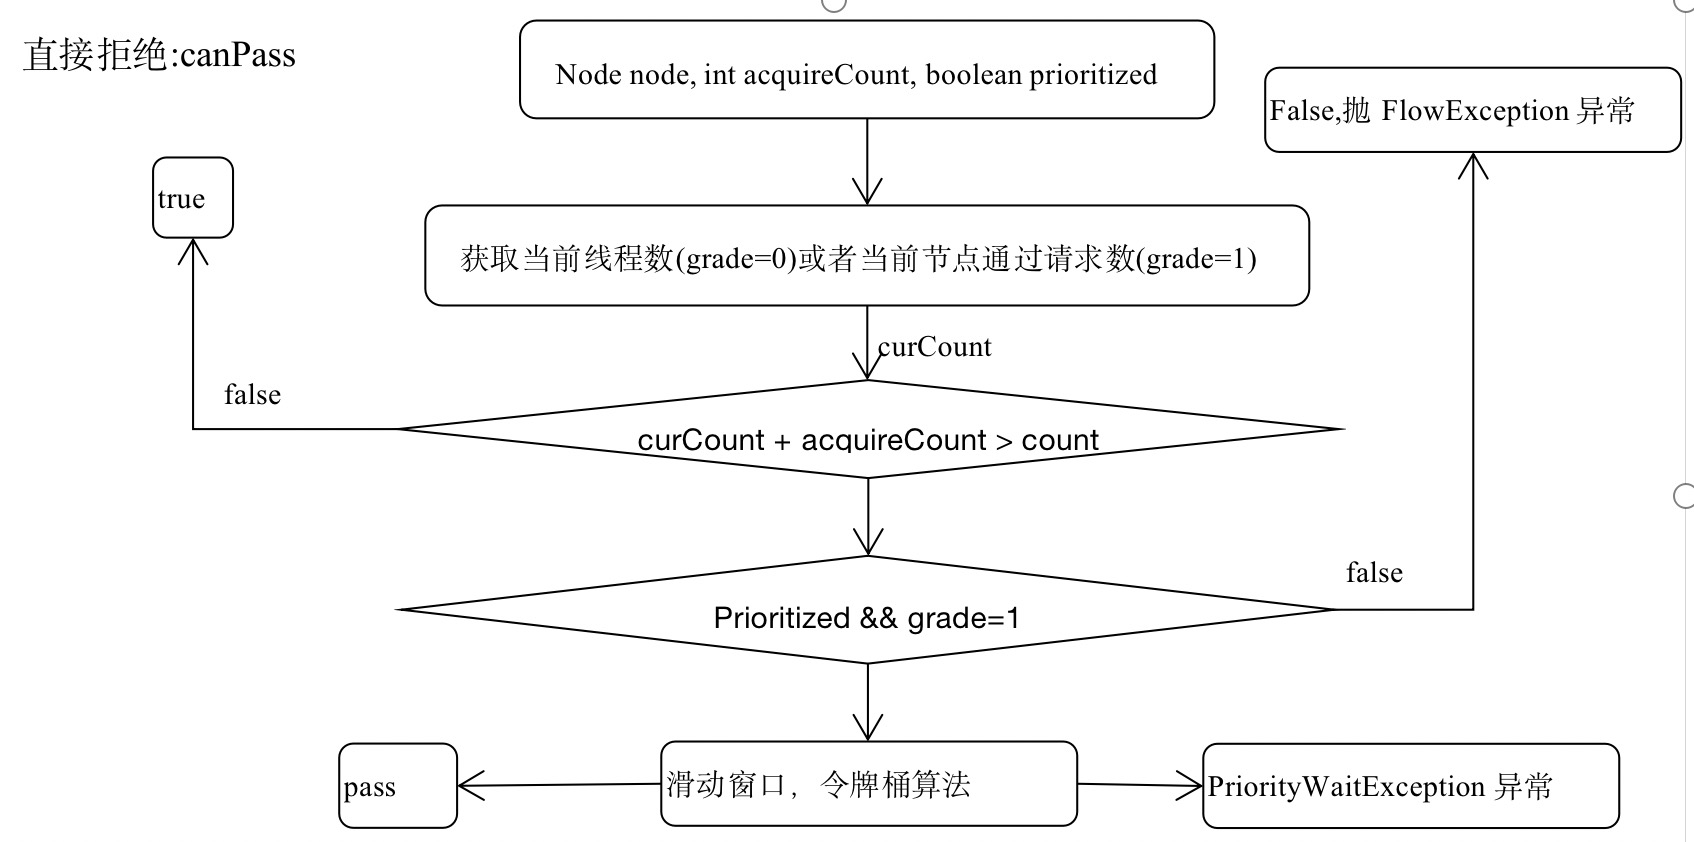 直接拒绝:canPass
Node node, int acquireCount, boolean prioritized
False,抛 FlowException 异常
true
获取当前线程数(grade=0)或者当前节点通过请求数(grade=1)
curCount
false
curCount + acquireCount > count
false
Prioritized && grade=1
pass
滑动窗口，令牌桶算法
PriorityWaitException 异常